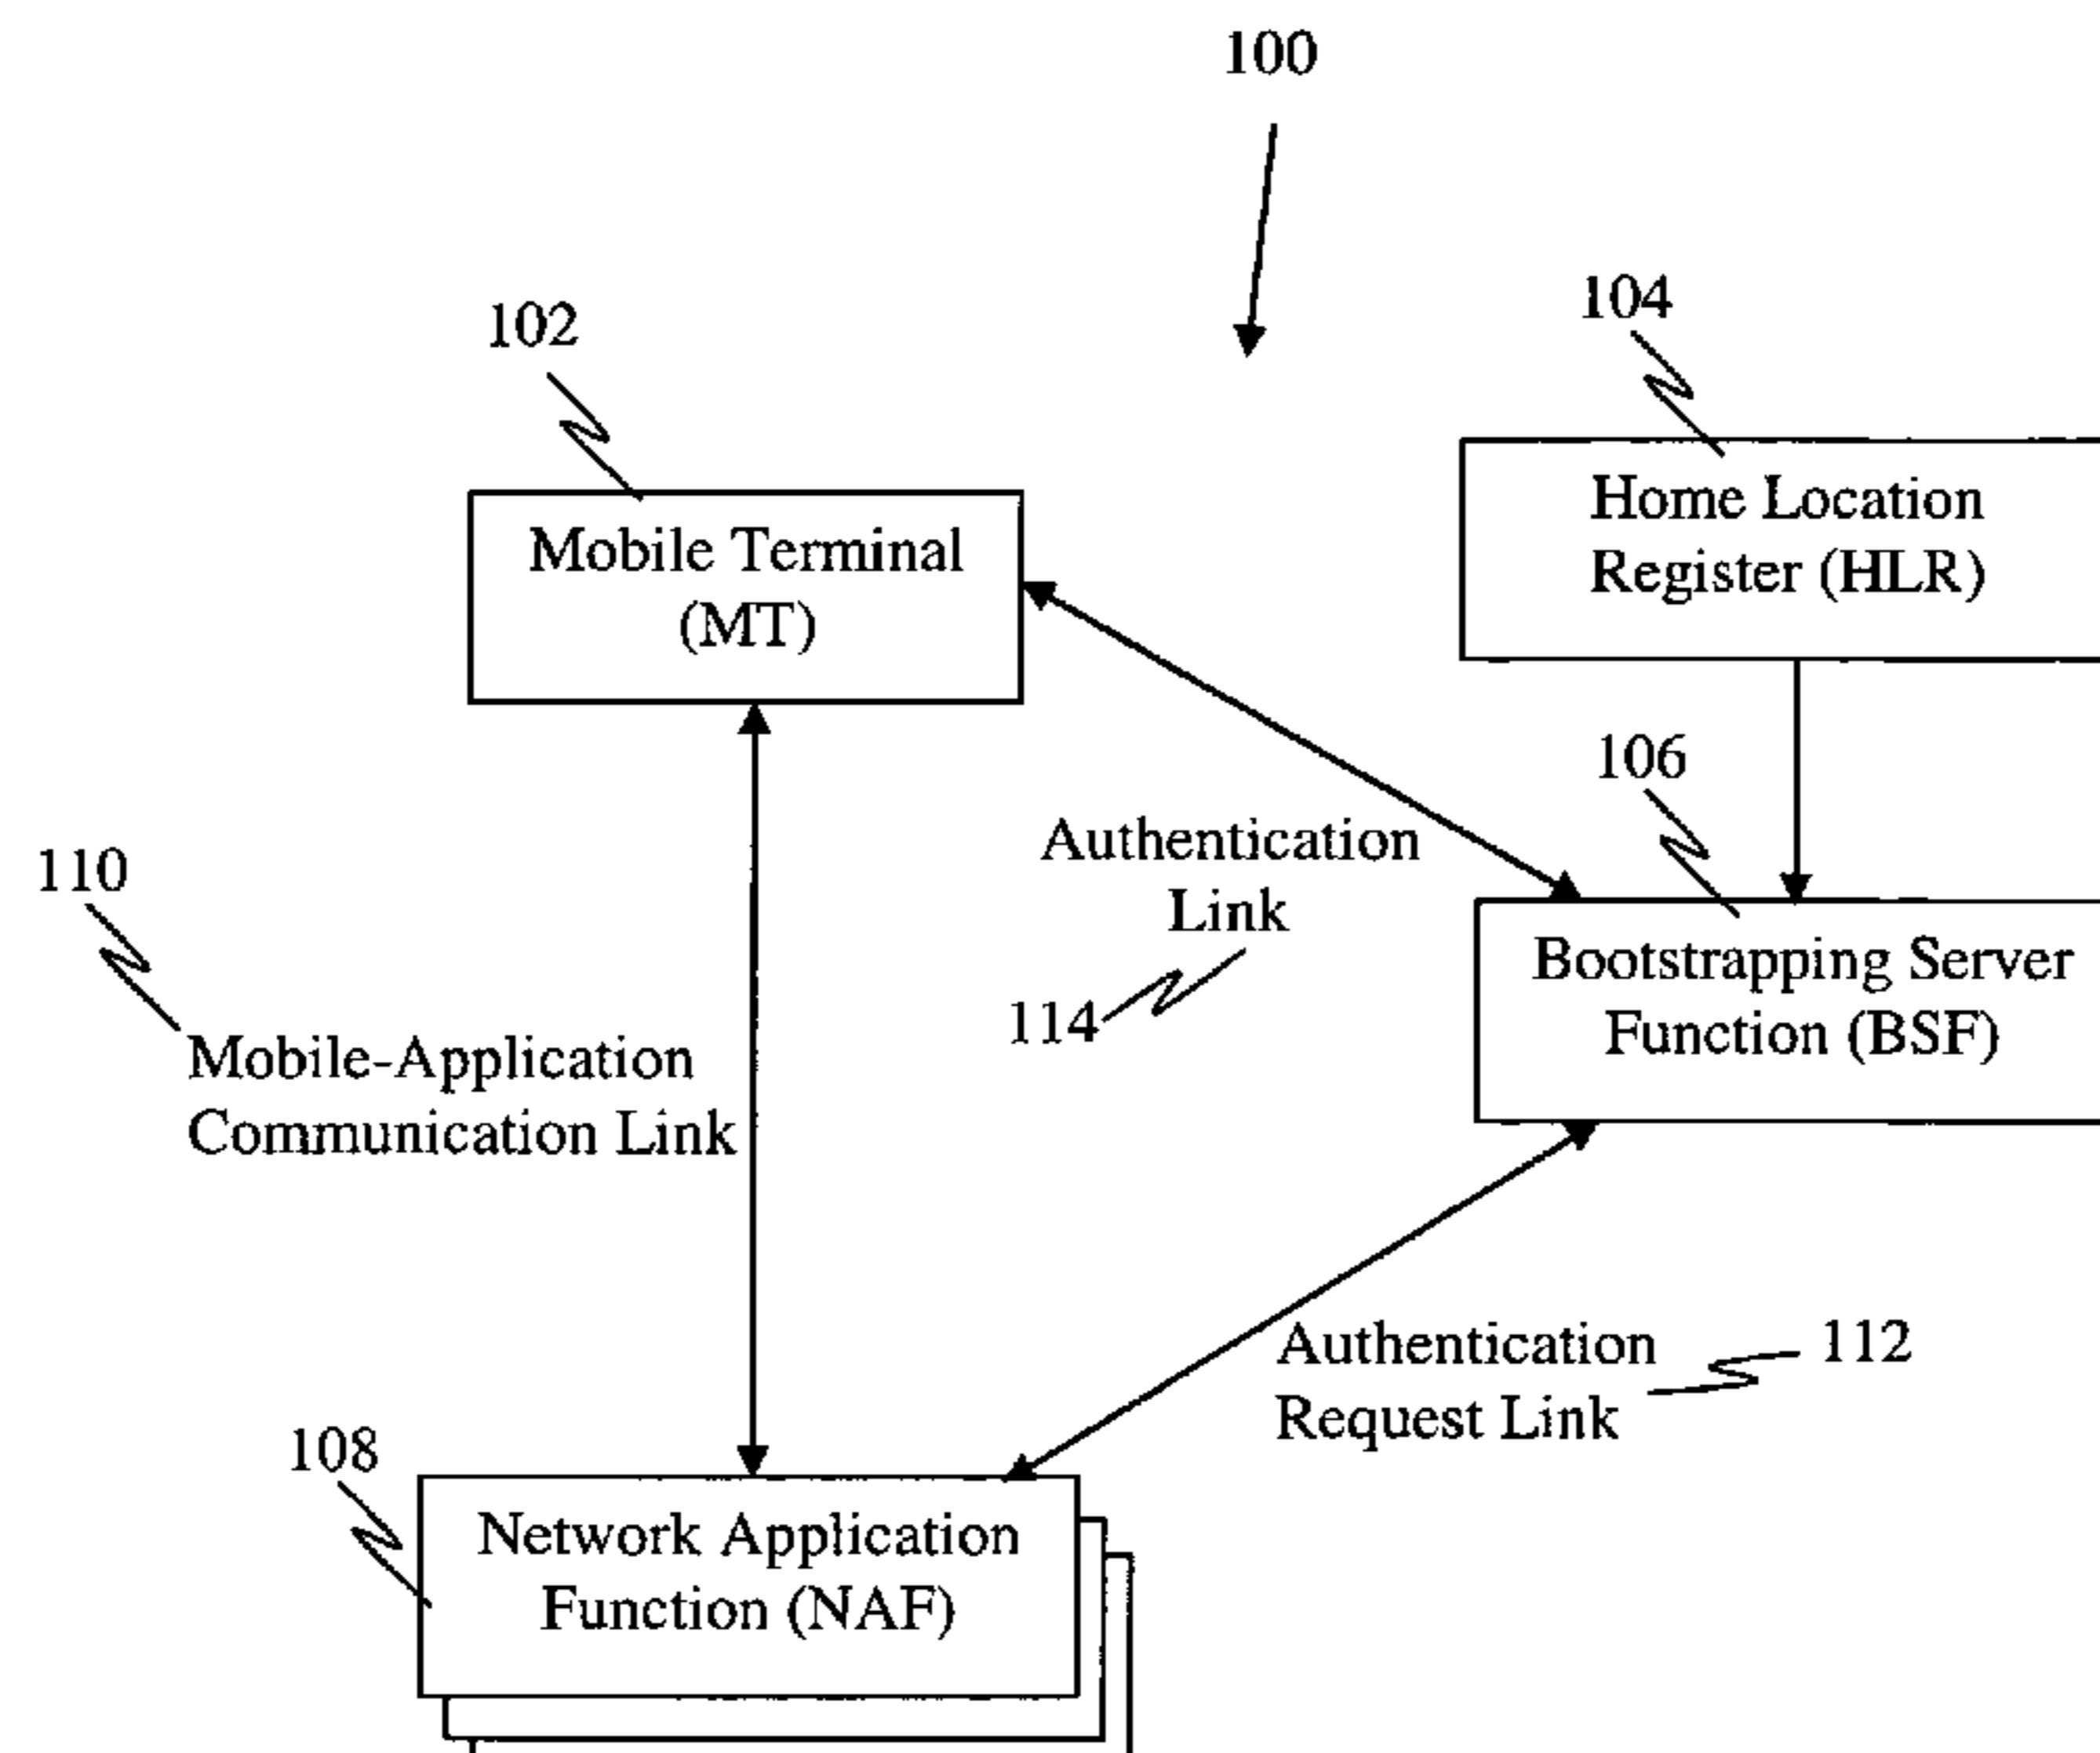 100
104
102
Home Location
Register (HLR)
Mobile Terminal
(MT)
106
Authentication
Link
110
114
Bootstrapping Server
Function (BSF)
Mobile-Application
Communication Link
Authentication
Request Link
112
108
Network Application
Function (NAF)